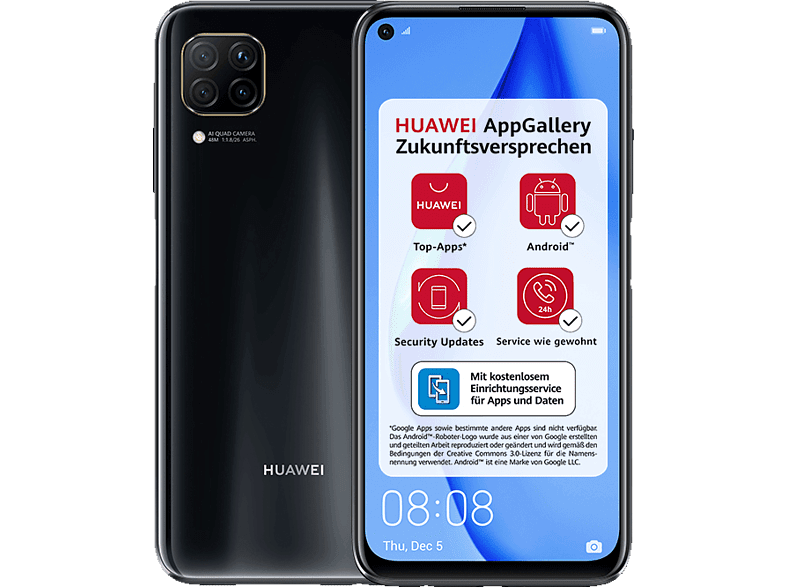 AI QUAD CAMERA
48M 1:1.8/26 ASPH.
HUAWEI
HUAWEI AppGallery
Zukunftsversprechen
HUAWEI
Top-Apps*
Android™
Security Updates
24h
Service wie gewohnt
Mit kostenlosem
Einrichtungsservice
für Apps und Daten
*Google Apps sowie bestimmte andere Apps sind nicht verfügbar.
Das Android™-Roboter-Logo wurde aus einer von Google erstellten
und geteilten Arbeit reproduziert oder geändert und wird gemäß den
Bedingungen der Creative Commons 3.0-Lizenz für die Namens-
nennung verwendet. Android™ ist eine Marke von Google LLC.
08:08
Thu, Dec 5